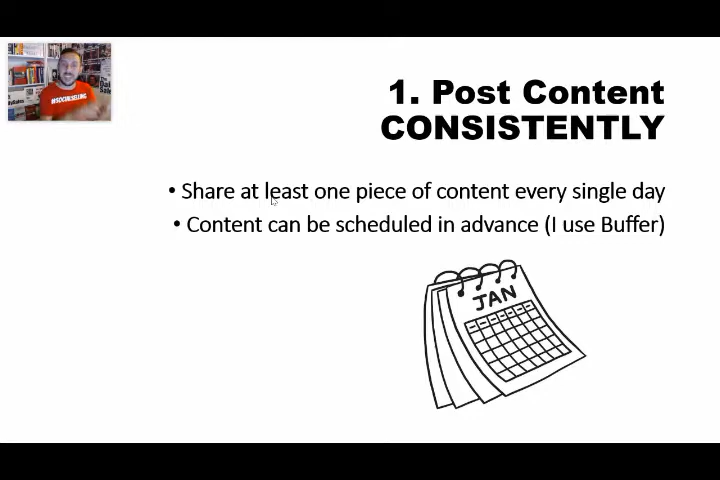 1. Post Content
CONSISTENTLY
• Share at least one piece of content every single day
• Content can be scheduled in advance (I use Buffer)
JAN
#SOCIALSELLING